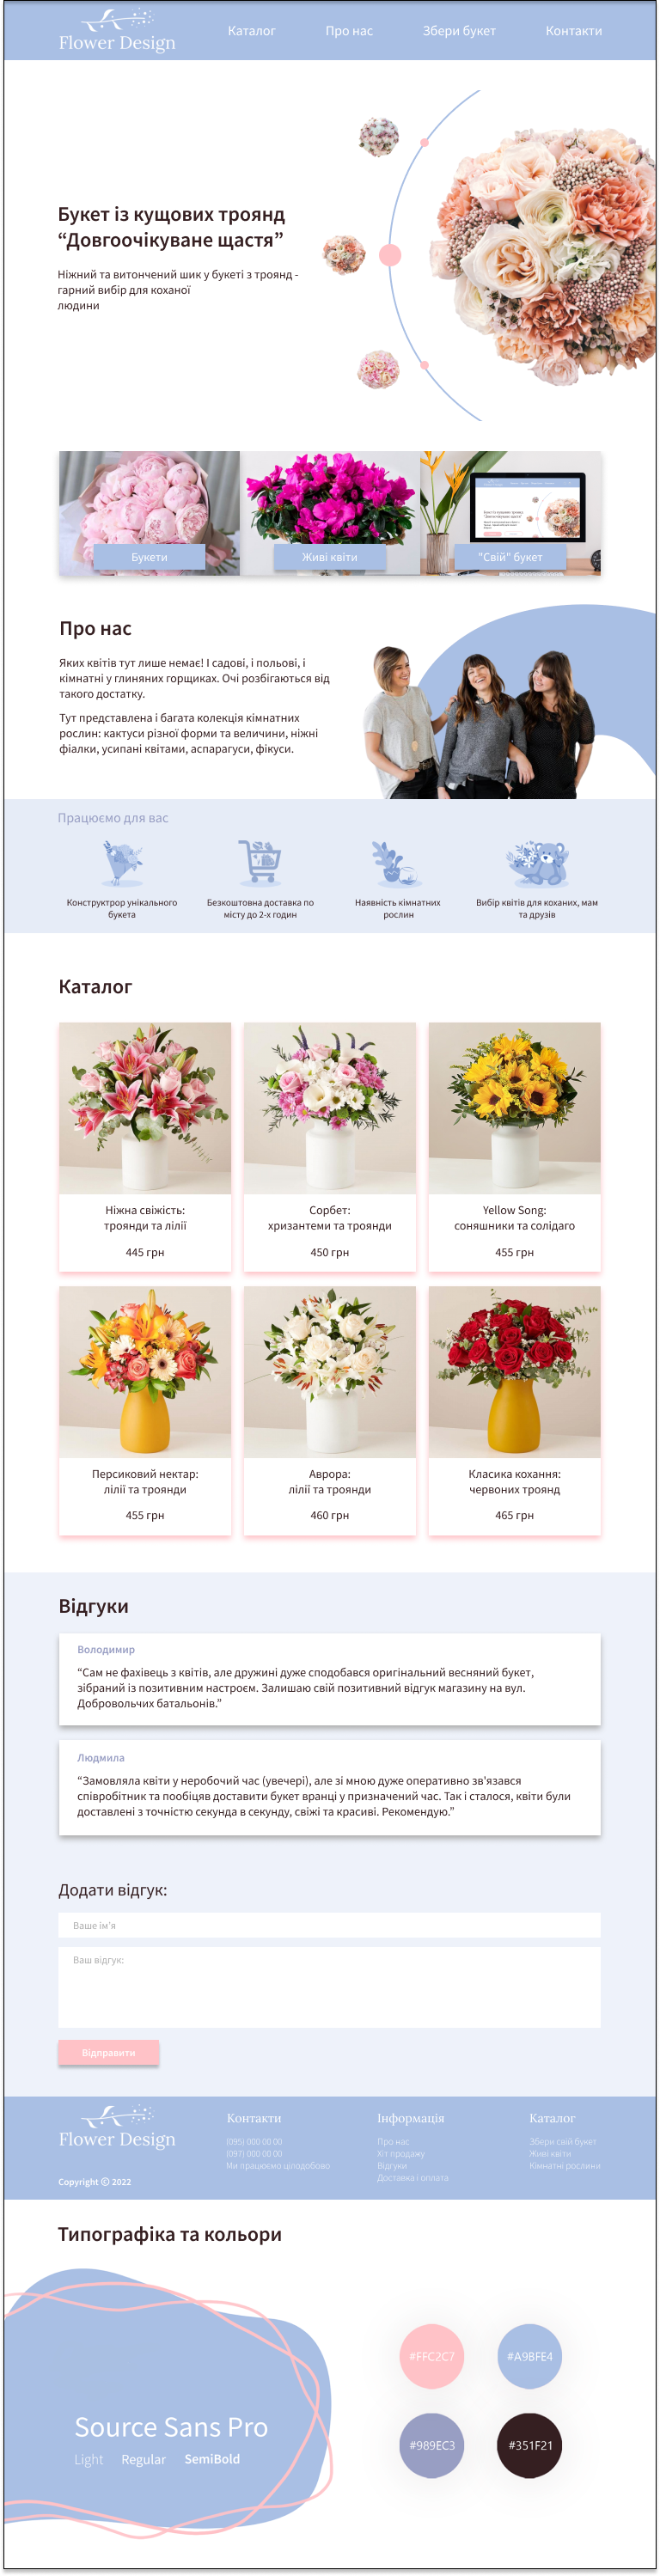 Flower Design
Каталог
Про нас
Збери букет
Контакти
Букет із кущових троянд
“Довгоочікуване щастя”
Ніжний та витончений шик у букеті з троянд -
гарний вибір для коханої
людини
Букети
Живі квіти
"Свій" букет
Про нас
Яких квітів тут лише немає! І садові, і польові, і
кімнатні у глиняних горщиках. Очі розбігаються від
такого достатку.
Тут представлена і багата колекція кімнатних
рослин: кактуси різної форми та величини, ніжні
фіалки, усипані квітами, аспарагуси, фікуси.
Працюємо для вас
Конструктрор унікального
букета
Безкоштовна доставка по
місту до 2-х годин
Наявність кімнатних
рослин
Вибір квітів для коханих, мам
та друзів
Каталог
Ніжна свіжість:
троянди та лілії
445 грн
Сорбет:
хризантеми та троянди
450 грн
Yellow Song:
соняшники та солідаго
455 грн
Персиковий нектар:
лілії та троянди
455 грн
Аврора:
лілії та троянди
460 грн
Класика кохання:
червоних троянд
465 грн
Відгуки
Володимир
“Сам не фахівець з квітів, але дружині дуже сподобався оригінальний весняний букет,
зібраний із позитивним настроєм. Залишаю свій позитивний відгук магазину на вул.
Добровольчих батальонів.”
Людмила
“Замовляла квіти у неробочий час (увечері), але зі мною дуже оперативно зв'язався
співробітник та пообіцяв доставити букет вранці у призначений час. Так і сталося, квіти були
доставлені з точністю секунда в секунду, свіжі та красиві. Рекомендую.”
Додати відгук:
Ваше ім'я
Ваш відгук:
Відправити
Flower Design
Copyright © 2022
Контакти
(095) 000 00 00
(097) 000 00 00
Ми працюємо цілодобово
Інформація
Про нас
Хіт продажу
Відгуки
Доставка і оплата
Каталог
Збери свій букет
Живі квіти
Кімнатні рослини
Типографіка та кольори
Source Sans Pro
Light Regular SemiBold
#FFC2C7
#A9BFE4
#989EC3
#351F21